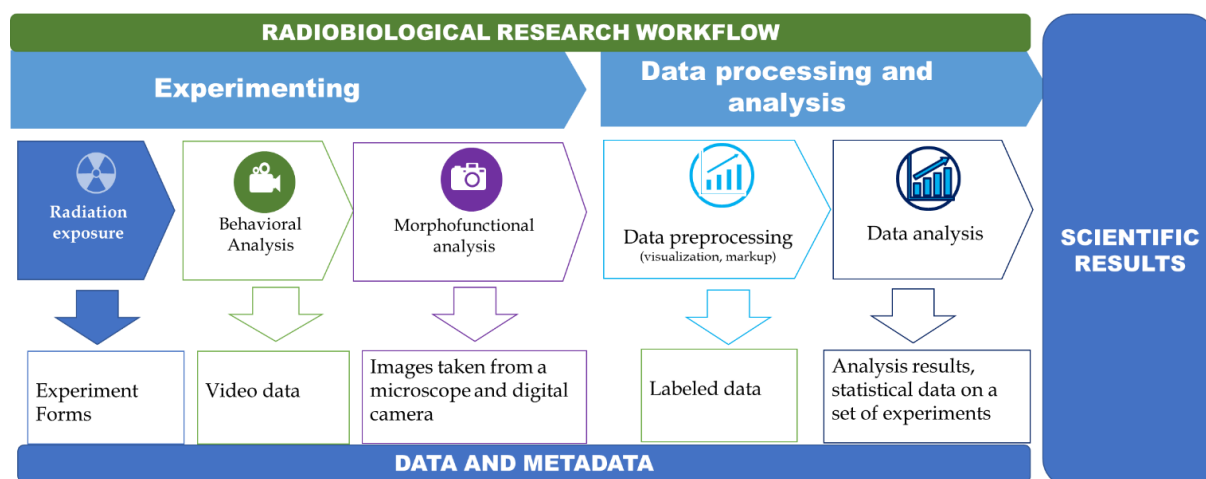 RADIOBIOLOGICAL RESEARCH WORKFLOW
Experimenting
Data processing and
analysis
Radiation
exposure
Behavioral
Analysis
Morphofunctional
analysis
Data preprocessing
(visualization, markup)
Data analysis
SCIENTIFIC
RESULTS
Experiment
Forms
Video data
Images taken from a
microscope and digital
camera
Labeled data
Analysis results,
statistical data on a
set of experiments
DATA AND METADATA